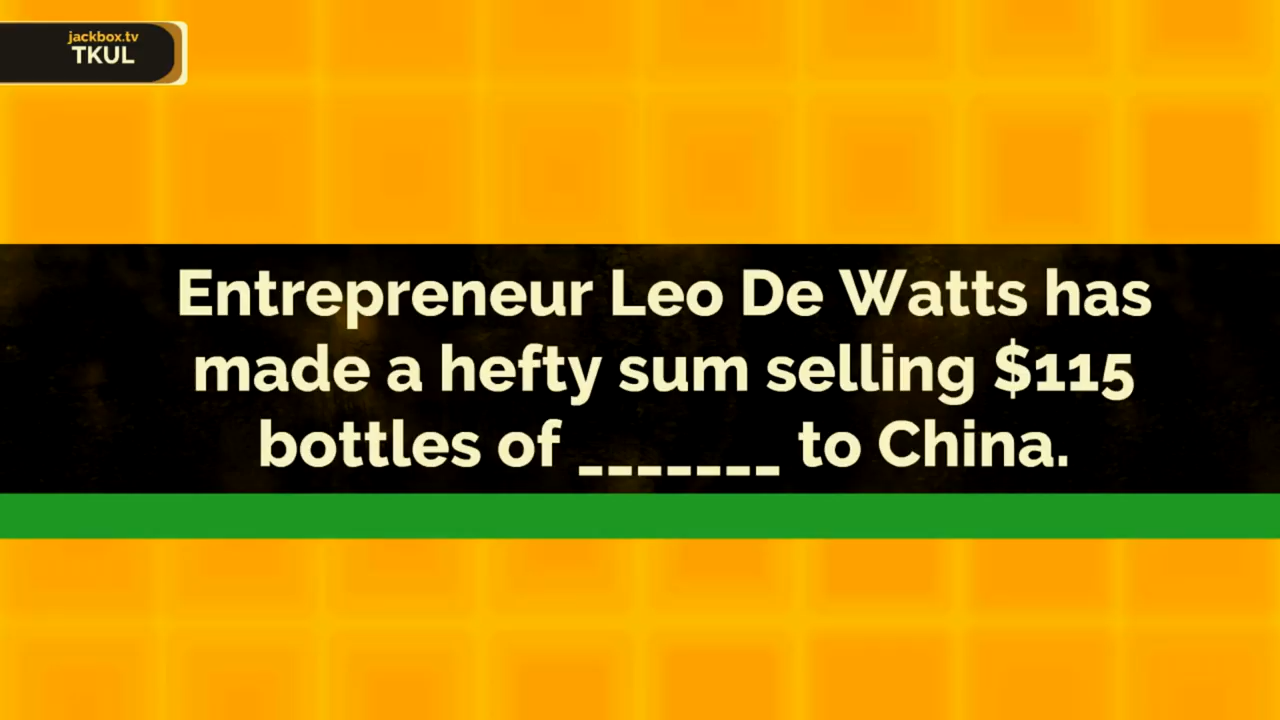 jackbox.tv
TKUL
Entrepreneur Leo De Watts has
made a hefty sum selling $115
bottles of _______ to China.